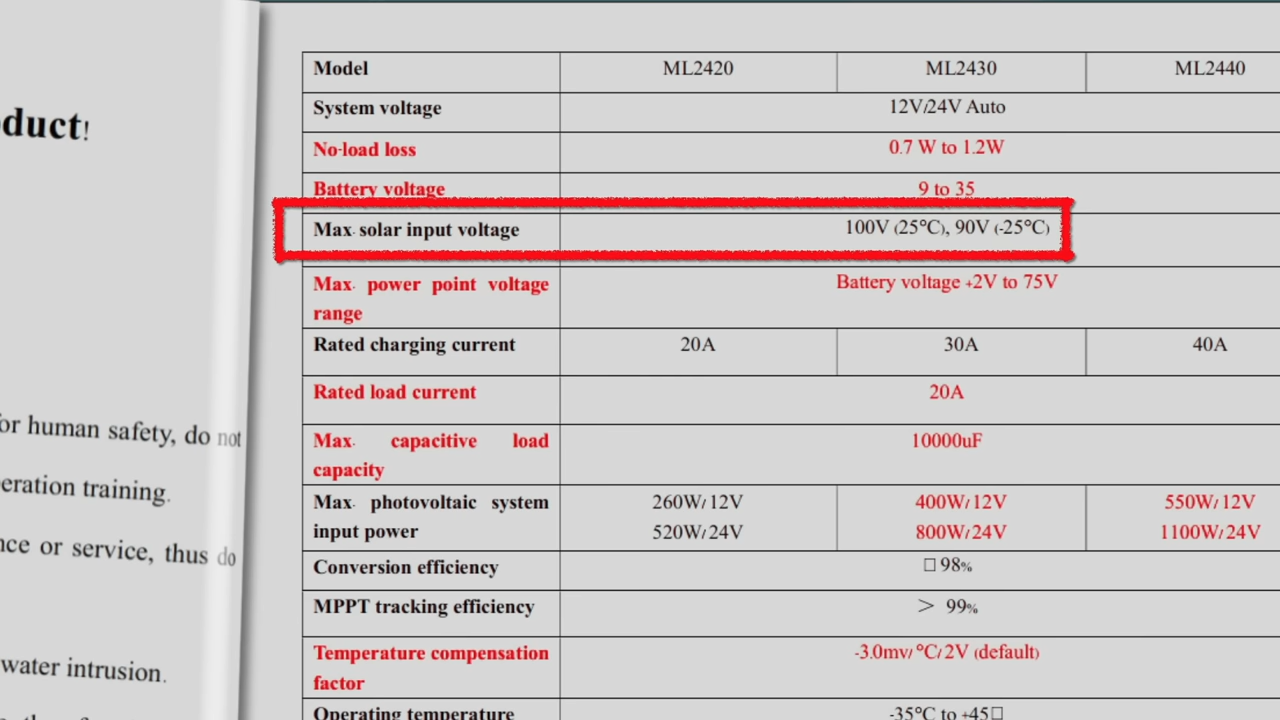 oduct!
or human safety, do not
eration training.
nce or service, thus do
water intrusion.
Model ML2420 ML2430 ML2440
System voltage 12V/24V Auto
No-load loss 0.7 W to 1.2W
Battery voltage 9 to 35
Max. solar input voltage 100V (25°C), 90V (-25°C)
Max. power point voltage range Battery voltage +2V to 75V
Rated charging current 20A 30A 40A
Rated load current 20A
Max. capacitive load capacity 10000uF
Max. photovoltaic system 260W/12V 400W/12V 550W/12V
input power 520W/24V 800W/24V 1100W/24V
Conversion efficiency □ 98%
MPPT tracking efficiency > 99%
Temperature compensation factor -3.0mv/°C/2V (default)
Operating temperature -35°C to +45□